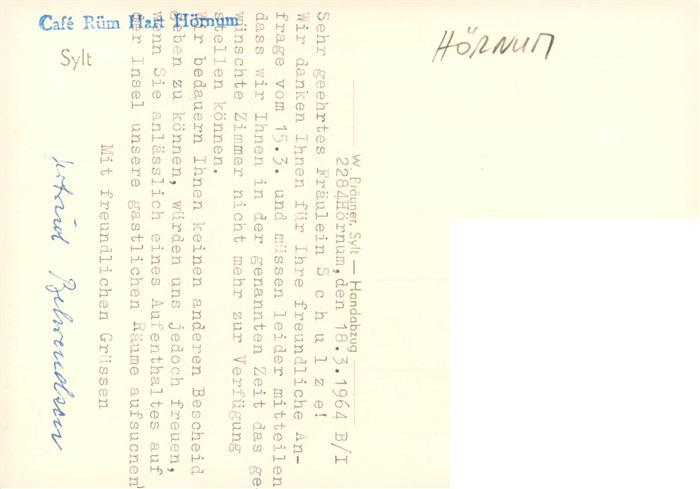 Café Rüm Hart Hörnum
Sylt
HÖRNUM
W. Bräuner, Sylt — Handabzug
2284Hörnum,den 18.3.1964 B/I
Sehr geehrtes Fräulein S c h u l z e!
Wir danken Ihnen für Ihre freundliche An-
frage vom 15.3. und müssen leider mitteilen
dass wir Ihnen in der genannten Zeit das ge
wünschte Zimmer nicht mehr zur Verfügung
stellen können.
Wir bedauern Ihnen keinen anderen Bescheid
geben zu können, würden uns jedoch freuen,
wenn Sie anlässlich eines Aufenthaltes auf
der Insel unsere gastlichen Räume aufsuchen
Mit freundlichen Grüssen